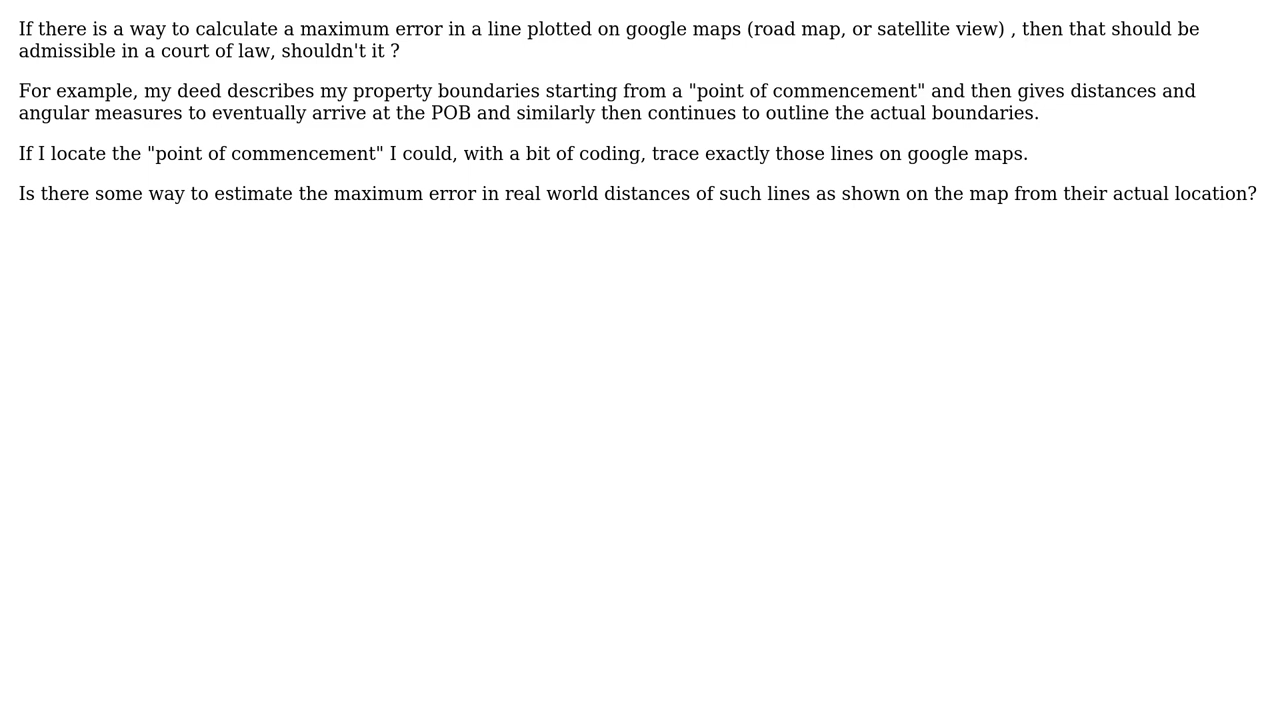 If there is a way to calculate a maximum error in a line plotted on google maps (road map, or satellite view) , then that should be
admissible in a court of law, shouldn't it ?
For example, my deed describes my property boundaries starting from a "point of commencement" and then gives distances and
angular measures to eventually arrive at the POB and similarly then continues to outline the actual boundaries.
If I locate the "point of commencement" I could, with a bit of coding, trace exactly those lines on google maps.
Is there some way to estimate the maximum error in real world distances of such lines as shown on the map from their actual location?